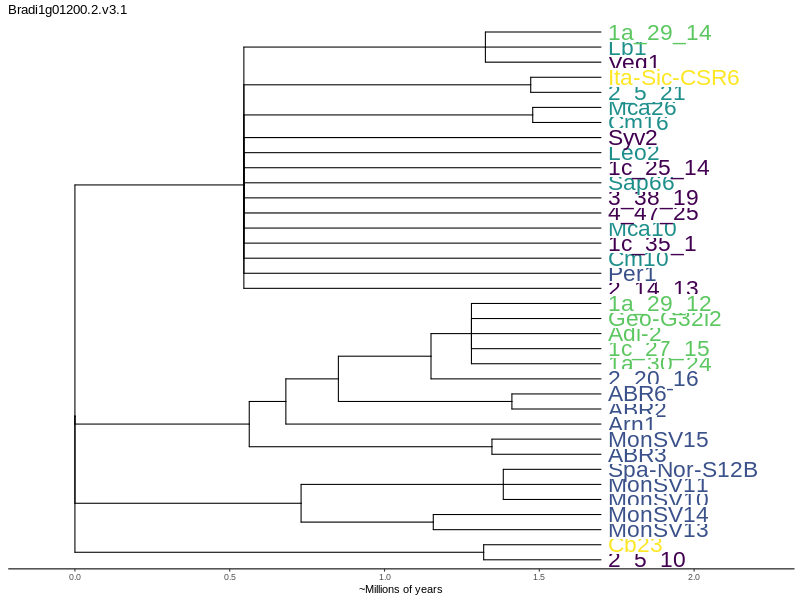 Bradi1g01200.2.v3.1
1a_29_14
Lb1
Veg1
Ita-Sic-CSR6
2_5_21
Mca26
Cm16
Syv2
Leo2
1c_25_14
Sap66
3_38_19
4_47_25
Mca10
1c_35_1
Cm10
Per1
2_14_13
1a_29_12
Geo-G32i2
Adi-2
1c_27_15
1a_30_24
2_20_16
ABR6
ABR2
Arn1
MonSV15
ABR3
Spa-Nor-S12B
MonSV11
MonSV10
MonSV14
MonSV13
Cb23
2_5_10
0.0 0.5 1.0 1.5 2.0
~Millions of years